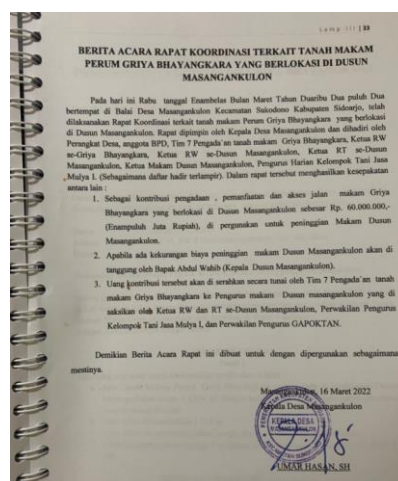 Lamp III | 53
BERITA ACARA RAPAT KOORDINASI TERKAIT TANAH MAKAM
PERUM GRIYA BHAYANGKARA YANG BERLOKASI DI DUSUN
MASANGANKULON
Pada hari ini Rabu tanggal Enambelas Bulan Maret Tahun Duaribu Dua puluh Dua
bertempat di Balai Desa Masangankulon Kecamatan Sukodono Kabupaten Sidoarjo, telah
dilaksanakan Rapat Koordinasi terkait tanah makam Perum Griya Bhayangkara yang berlokasi
di Dusun Masangankulon. Rapat dipimpin oleh Kepala Desa Masangankulon dan dihadiri oleh
Perangkat Desa, anggota BPD, Tim 7 Pengada'an tanah makam Griya Bhayangkara, Ketua RW
se-Griya Bhayangkara, Ketua RW se-Dusun Masangankulon, Ketua RT se-Dusun
Masangankulon, Ketua Makam Dusun Masangankulon, Pengurus Harian Kelompok Tani Jasa
Mulya I. (Sebagaimana daftar hadir terlampir). Dalam rapat tersebut menghasilkan kesepakatan
antara lain :
1. Sebagai kontribusi pengadaan , pemanfaatan dan akses jalan makam Griya
Bhayangkara yang berlokasi di Dusun Masangankulon sebesar Rp. 60.000.000,-
(Enampuluh Juta Rupiah), di pergunakan untuk peninggian Makam Dusun
Masangankulon.
2. Apabila ada kekurangan biaya peninggian makam Dusun Masangankulon akan di
tanggung oleh Bapak Abdul Wahib (Kepala Dusun Masangankulon).
3. Uang kontribusi tersebut akan di serahkan secara tunai oleh Tim 7 Pengada'an tanah
makam Griya Bhayangkara ke Pengurus makam Dusun masangankulon yang di
saksikan oleh Ketua RW dan RT se-Dusun Masangankulon, Perwakilan Pengurus
Kelompok Tani Jasa Mulya I, dan Perwakilan Pengurus GAPOKTAN.
Demikian Berita Acara Rapat ini dibuat untuk dengan dipergunakan sebagaimana
mestinya.
Masangankulon, 16 Maret 2022
Kepala Desa Masangankulon
KEPALA DESA
MASANGANKULON
UMAR HASAN, SH